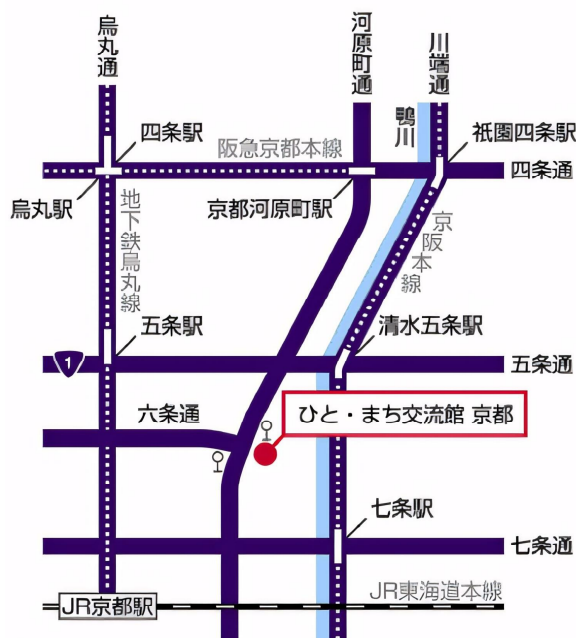 烏丸通
河原町通
川端通
鴨川
四条駅
阪急京都本線
祇園四条駅
四条通
烏丸駅
京都河原町駅
地下鉄烏丸線
京阪本線
五条駅
清水五条駅
1
五条通
六条通
ひと・まち交流館 京都
七条駅
七条通
JR東海道本線
JR京都駅